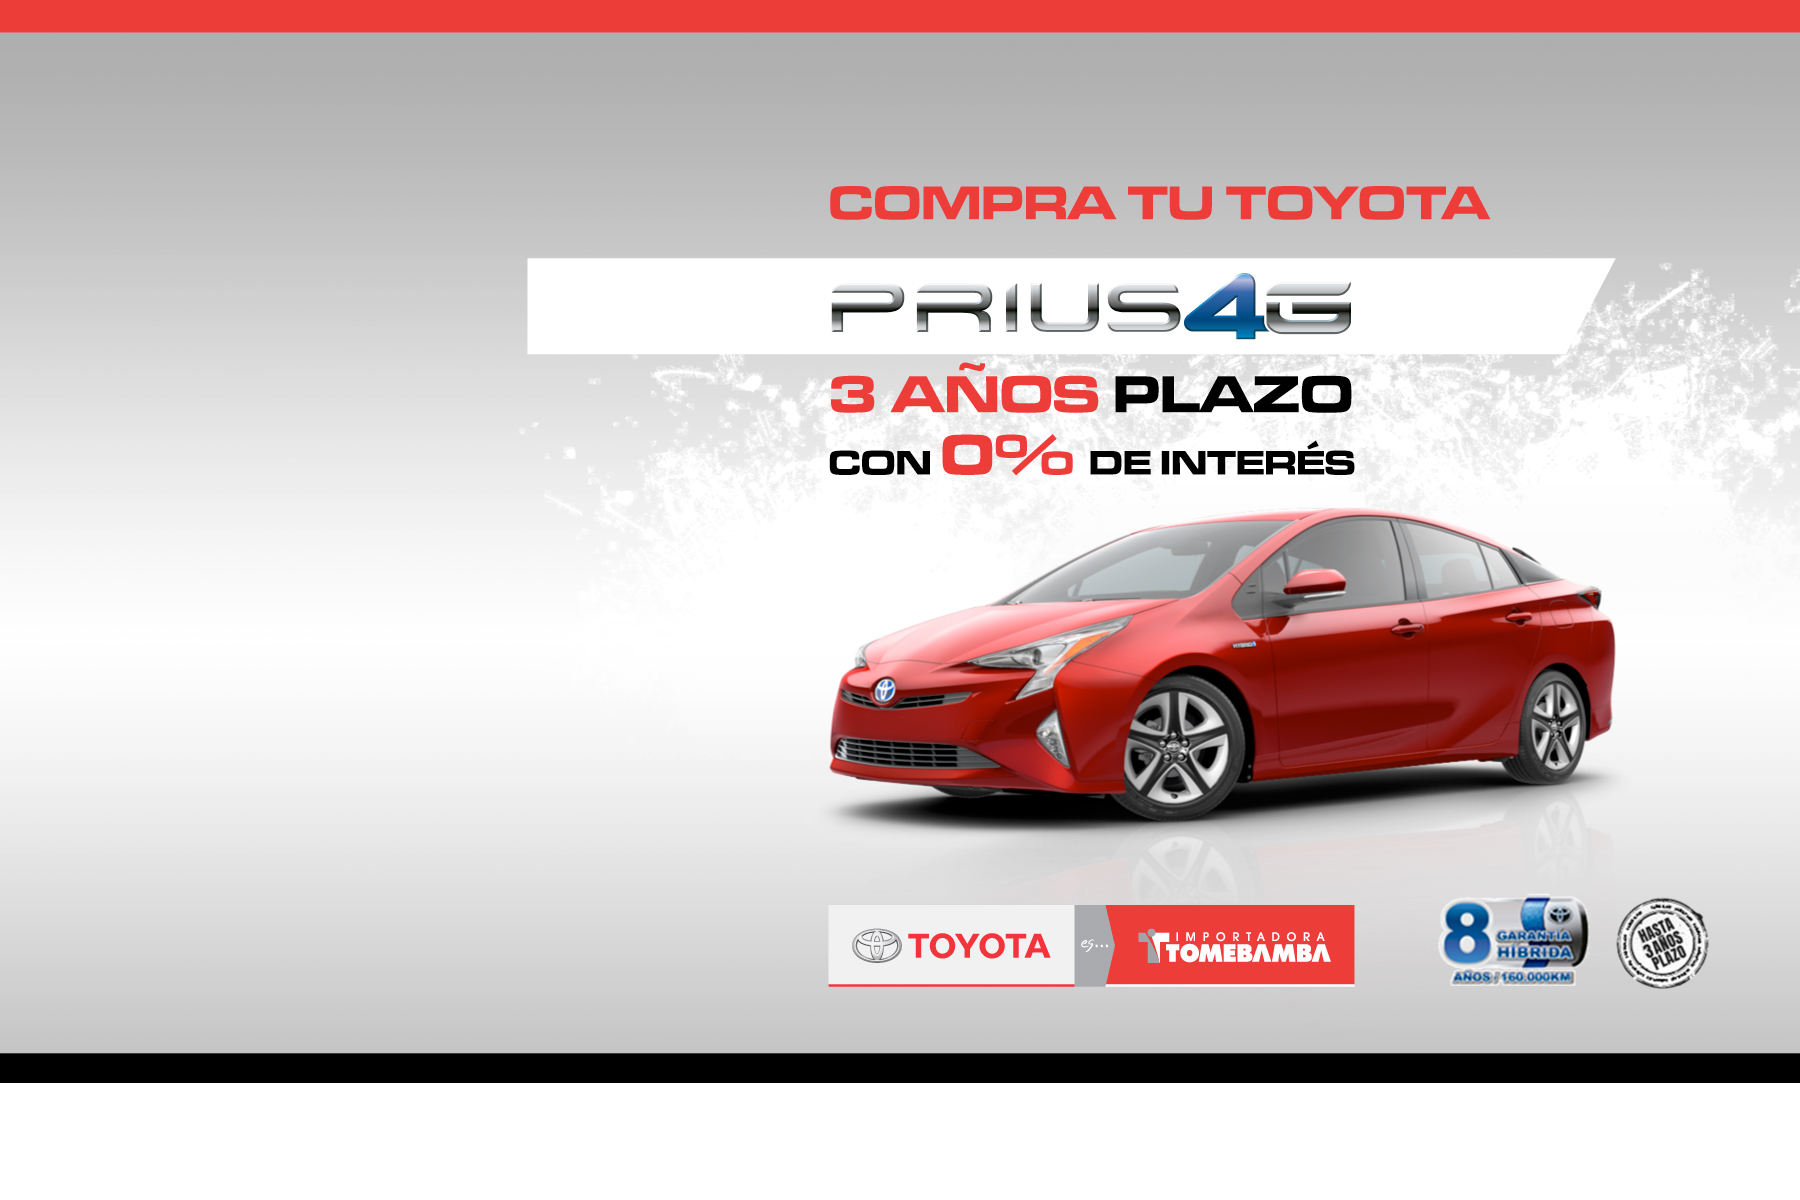 COMPRA TU TOYOTA
PRIUS4G
3 AÑOS PLAZO
CON 0% DE INTERÉS
HYBRID
TOYOTA
es...
IMPORTADORA
TOMEBAMBA
8
GARANTÍA
HÍBRIDA
AÑOS / 160.000KM
HASTA
3 AÑOS
PLAZO